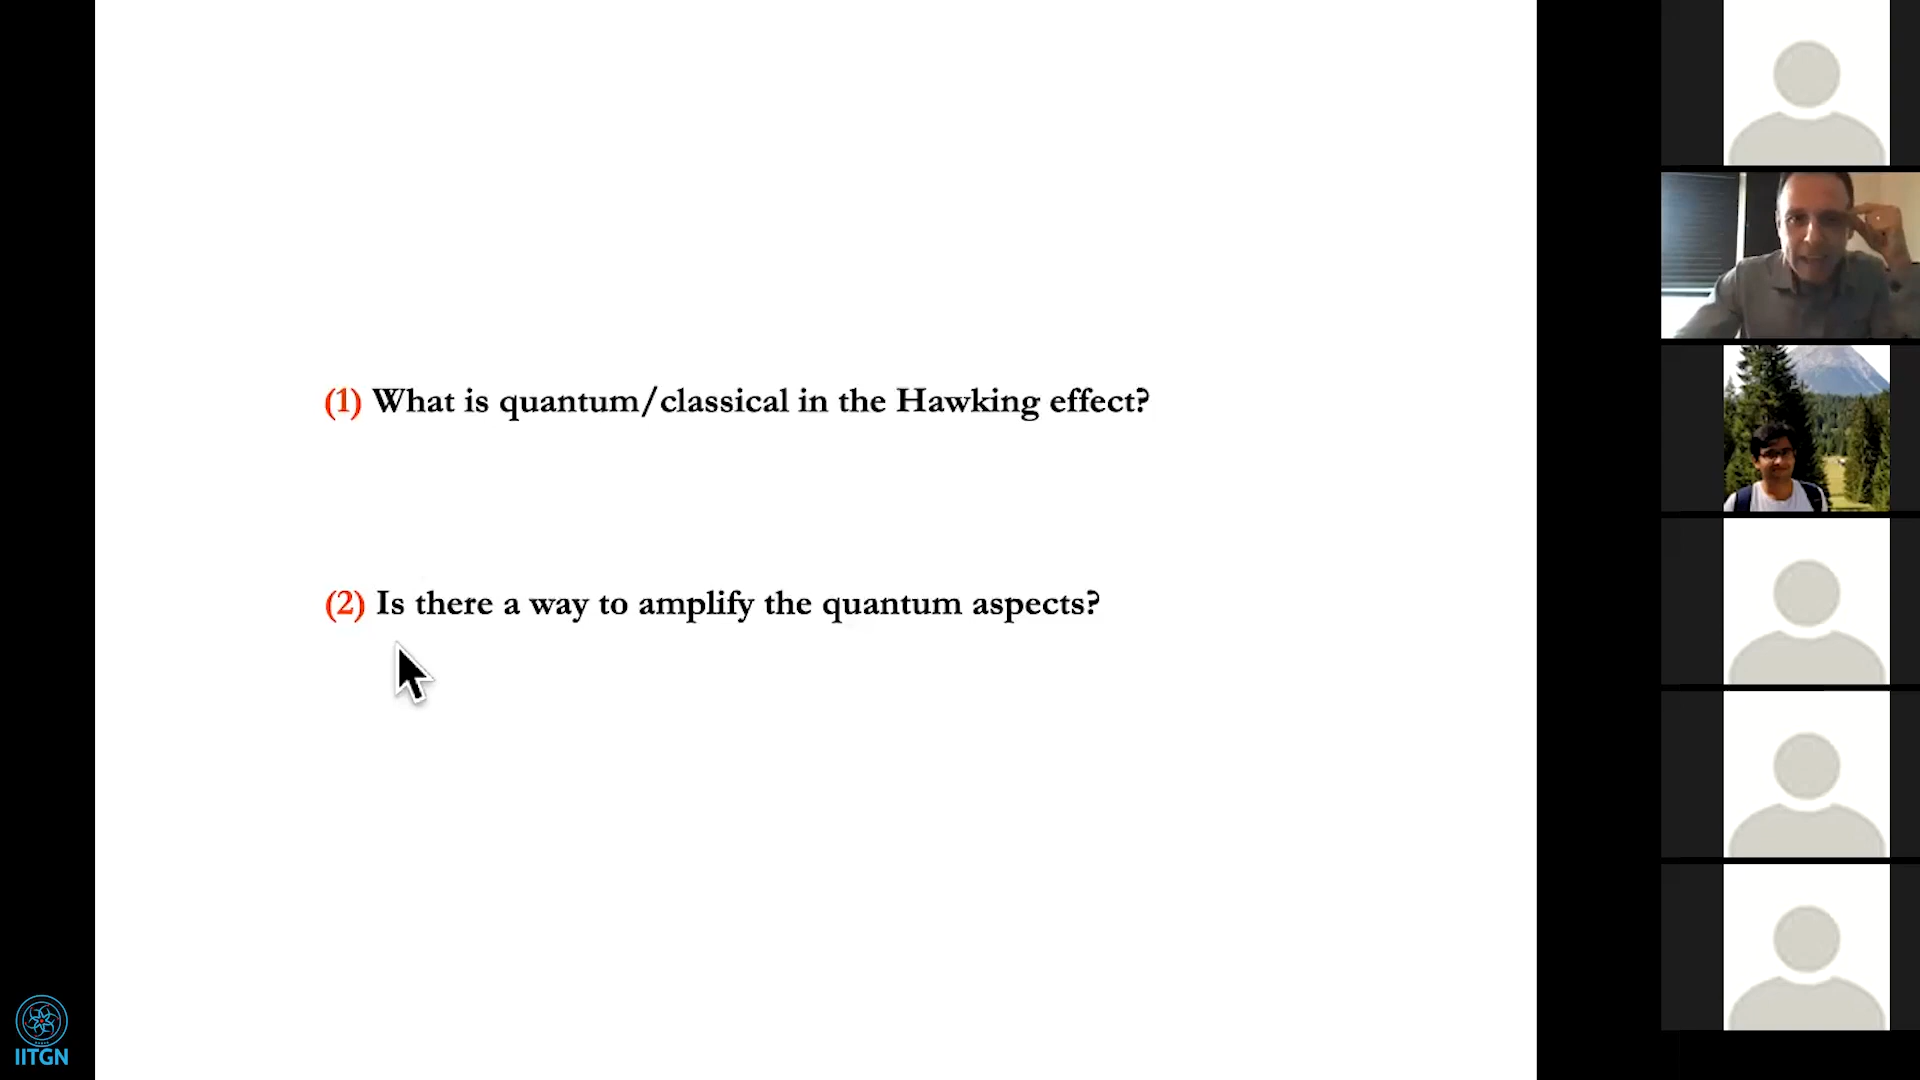 (1) What is quantum/classical in the Hawking effect?
(2) Is there a way to amplify the quantum aspects?
IITGN